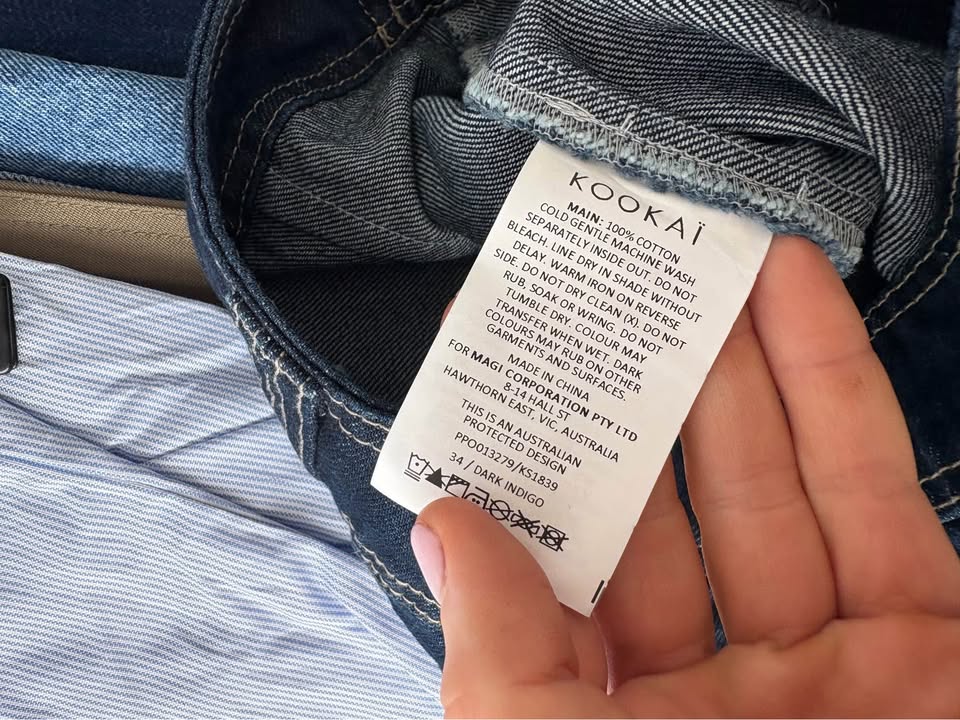 KOOKAÏ
MAIN: 100% COTTON
COLD GENTLE MACHINE WASH
SEPARATELY INSIDE OUT. DO NOT
BLEACH. LINE DRY IN SHADE WITHOUT
DELAY. WARM IRON ON REVERSE
SIDE. DO NOT DRY CLEAN (X). DO NOT
RUB, SOAK OR WRING. DO NOT
TUMBLE DRY. COLOUR MAY
TRANSFER WHEN WET. DARK
COLOURS MAY RUB ON OTHER
GARMENTS AND SURFACES.
MADE IN CHINA
FOR MAGI CORPORATION PTY LTD
8-14 HALL ST
HAWTHORN EAST, VIC, AUSTRALIA
THIS IS AN AUSTRALIAN
PROTECTED DESIGN
PPO013279/KS1839
34 / DARK INDIGO